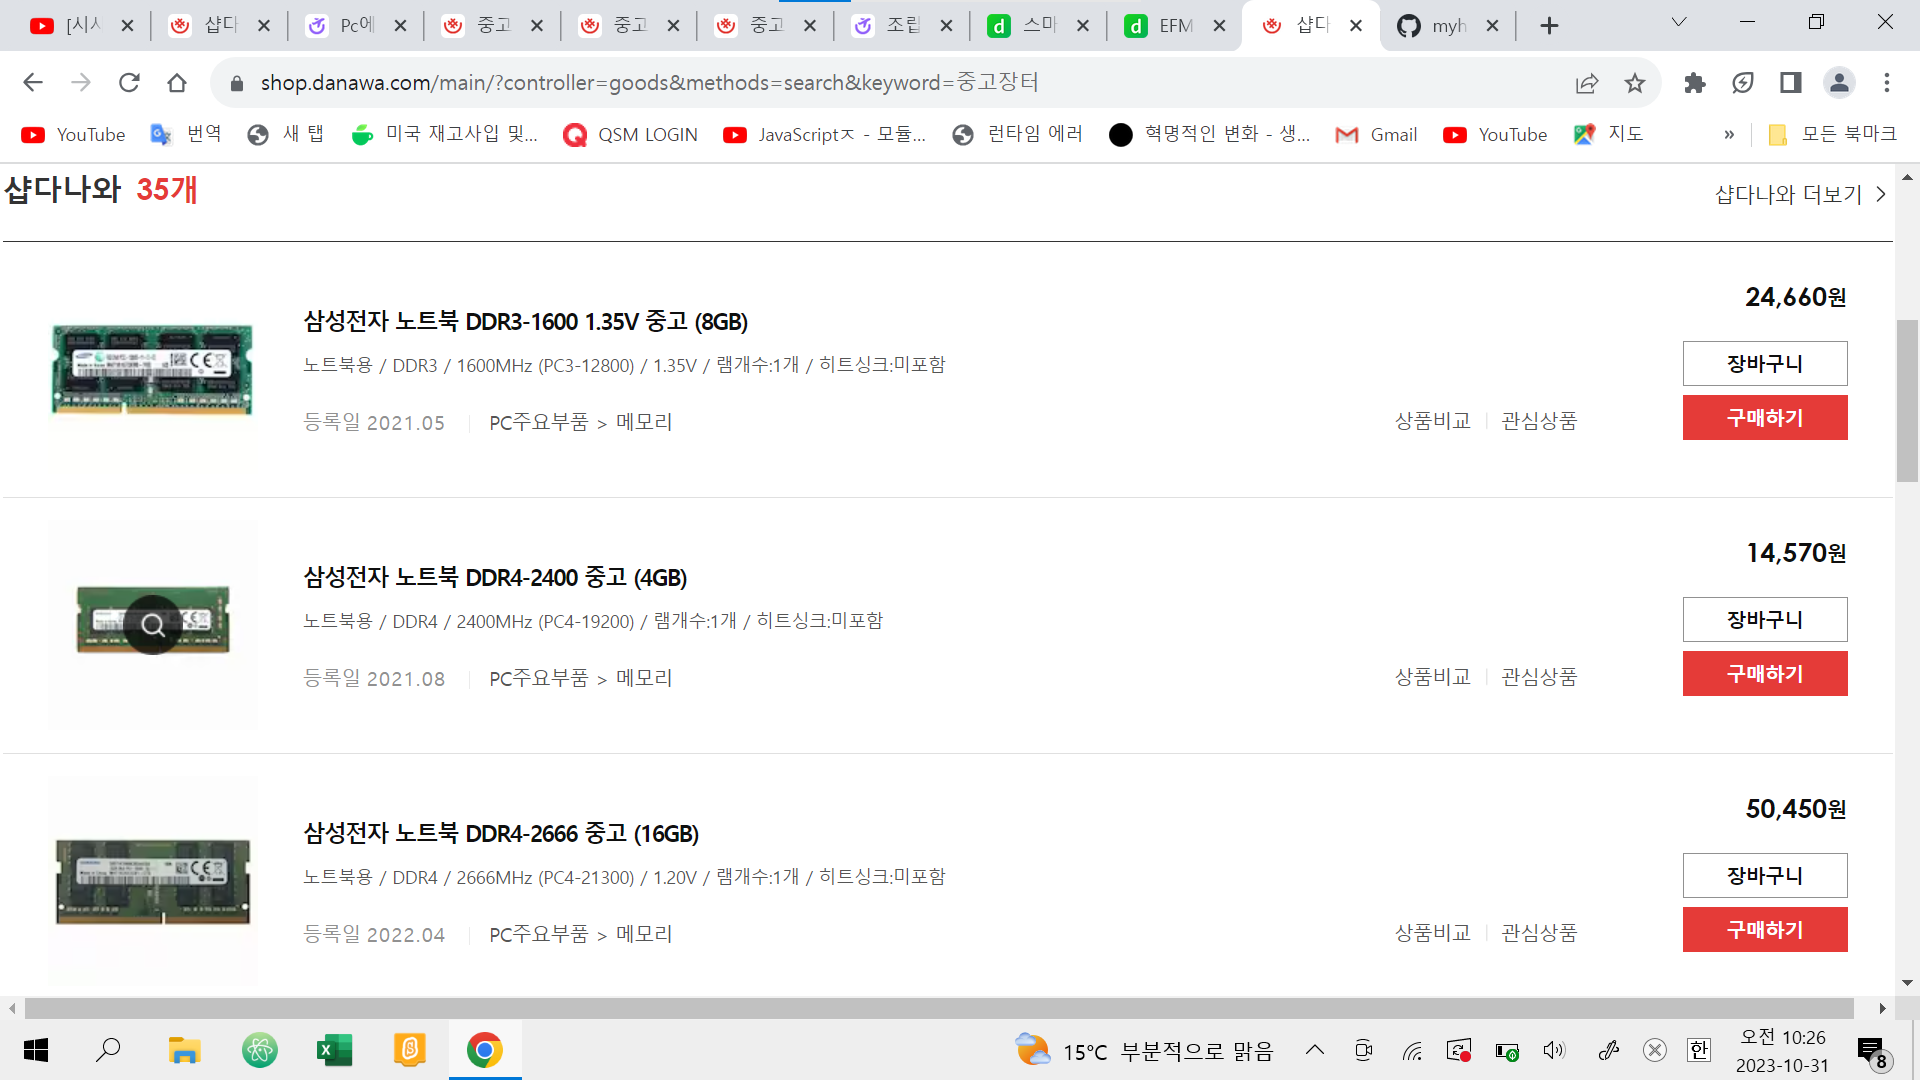 [시시
샵다
Pc에
중고
중고
중고
조립
스마
EFM
샵다
myh
shop.danawa.com/main/?controller=goods&methods=search&keyword=중고장터
YouTube
번역
새 탭
미국 재고사입 및...
QSM LOGIN
JavaScriptㅈ - 모듈...
런타임 에러
혁명적인 변화 - 생...
Gmail
YouTube
지도
»
모든 북마크
샵다나와 35개
샵다나와 더보기 >
24,660원
삼성전자 노트북 DDR3-1600 1.35V 중고 (8GB)
노트북용 / DDR3 / 1600MHz (PC3-12800) / 1.35V / 램개수:1개 / 히트싱크:미포함
장바구니
구매하기
등록일 2021.05
PC주요부품 > 메모리
상품비교
관심상품
14,570원
삼성전자 노트북 DDR4-2400 중고 (4GB)
노트북용 / DDR4 / 2400MHz (PC4-19200) / 램개수:1개 / 히트싱크:미포함
장바구니
구매하기
등록일 2021.08
PC주요부품 > 메모리
상품비교
관심상품
50,450원
삼성전자 노트북 DDR4-2666 중고 (16GB)
노트북용 / DDR4 / 2666MHz (PC4-21300) / 1.20V / 램개수:1개 / 히트싱크:미포함
장바구니
구매하기
등록일 2022.04
PC주요부품 > 메모리
상품비교
관심상품
15°C 부분적으로 맑음
한
오전 10:26
2023-10-31
8